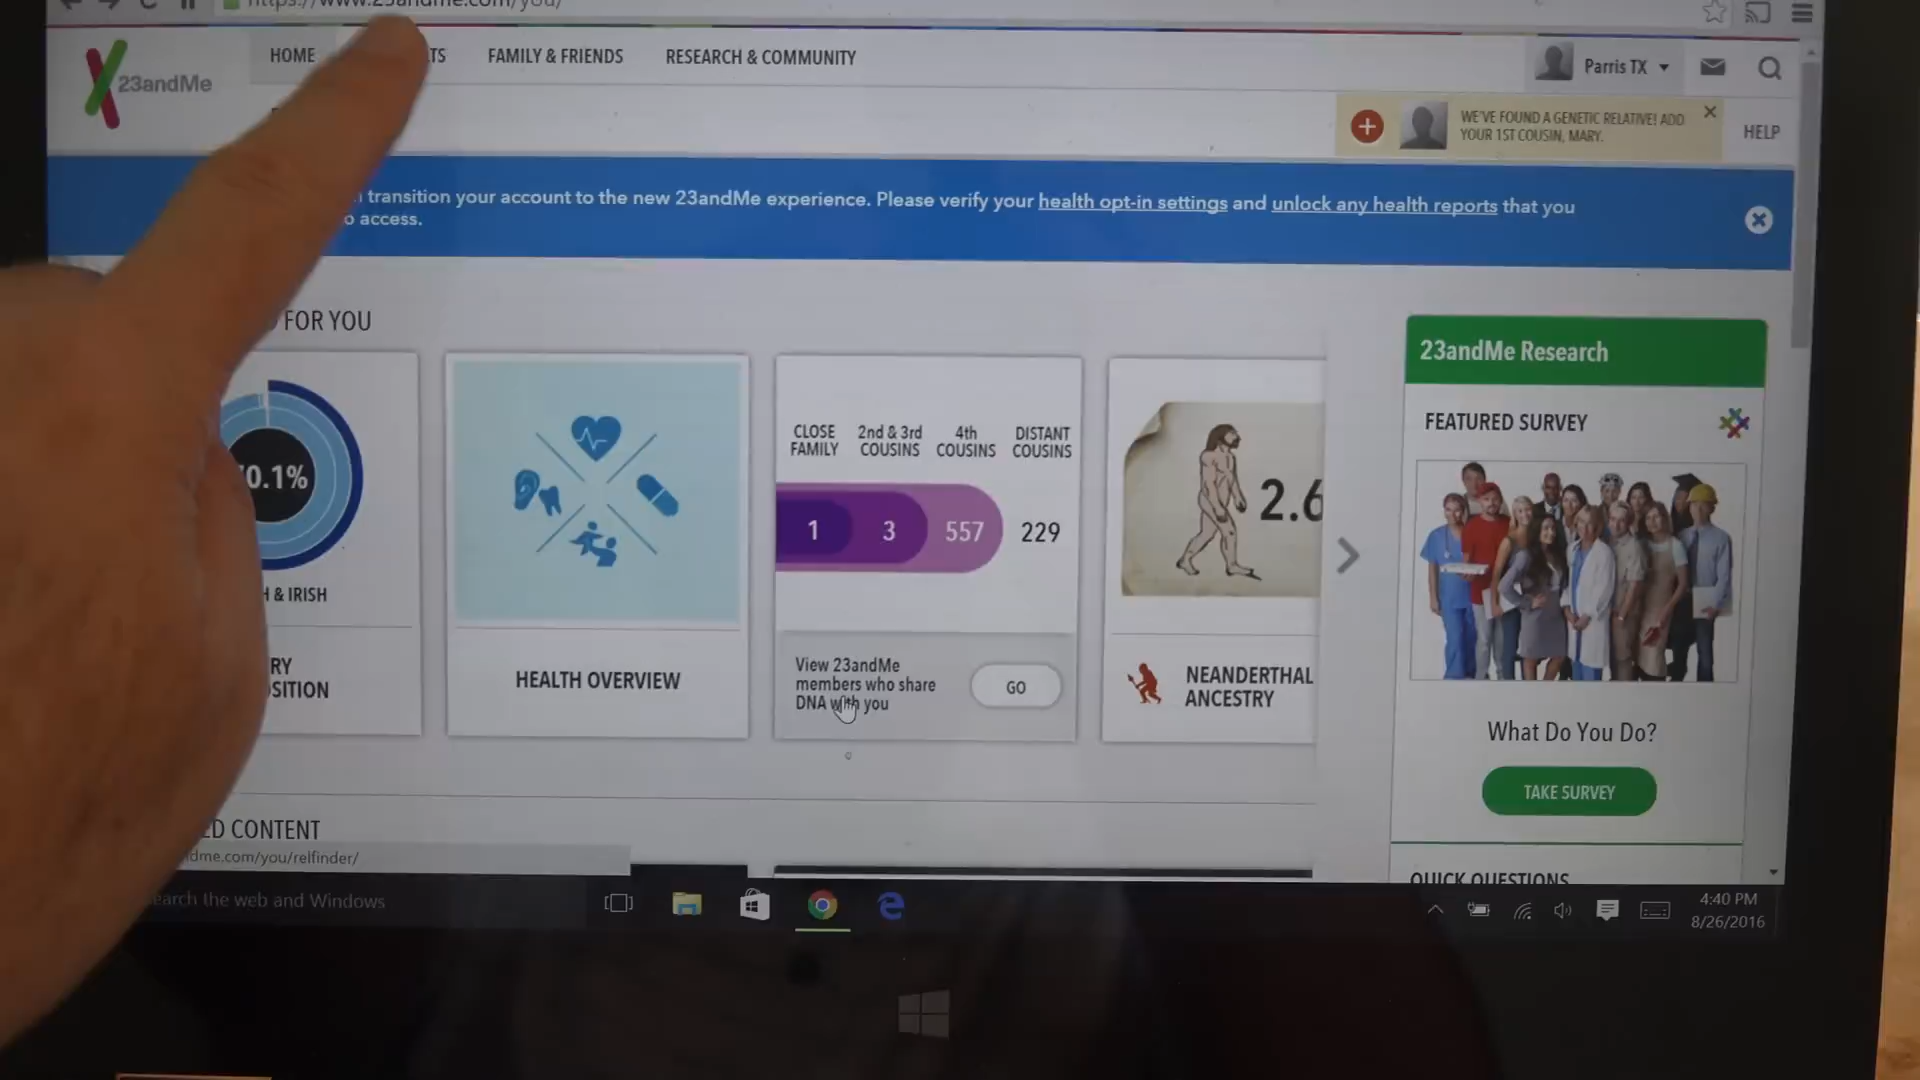 https://www.23andme.com/you/
23andMe
HOME
FAMILY & FRIENDS
RESEARCH & COMMUNITY
Parris TX
WE'VE FOUND A GENETIC RELATIVE! ADD
YOUR 1ST COUSIN, MARY.
HELP
transition your account to the new 23andMe experience. Please verify your health opt-in settings and unlock any health reports that you
access.
FOR YOU
0.1%
& IRISH
HEALTH OVERVIEW
CLOSE FAMILY
2nd & 3rd COUSINS
4th COUSINS
DISTANT COUSINS
1
3
557
229
View 23andMe
members who share
DNA with you
GO
2.6
NEANDERTHAL
ANCESTRY
23andMe Research
FEATURED SURVEY
What Do You Do?
TAKE SURVEY
QUICK QUESTIONS
CONTENT
dme.com/you/relfinder/
earch the web and Windows
4:40 PM
8/26/2016